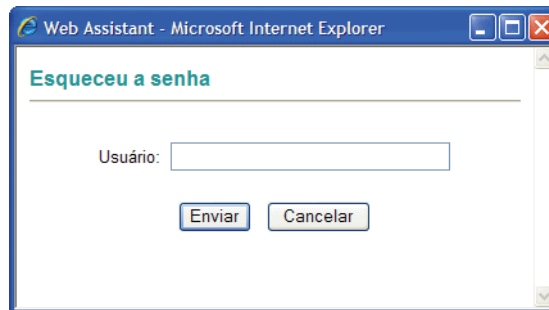 Web Assistant - Microsoft Internet Explorer
Esqueceu a senha
Usuário:
Enviar Cancelar